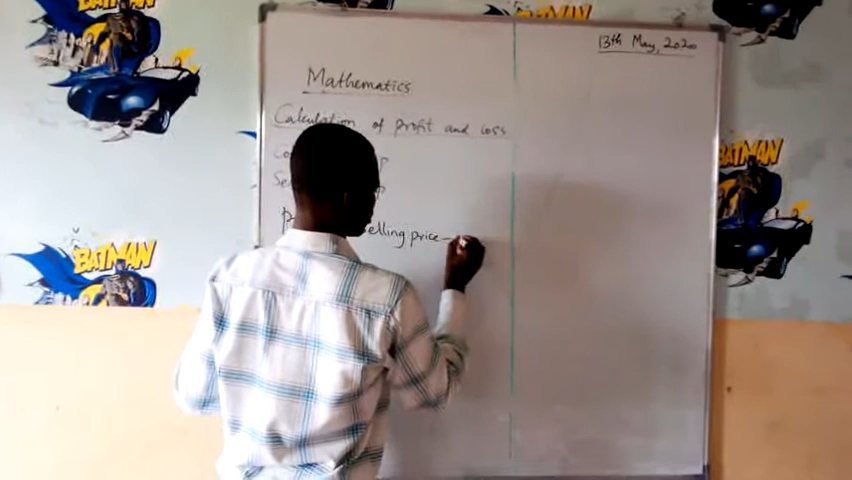 BATMAN
BATMAN
13th May, 2020
Mathematics
Calculation of profit and loss
BATMAN
selling price -
BATMAN